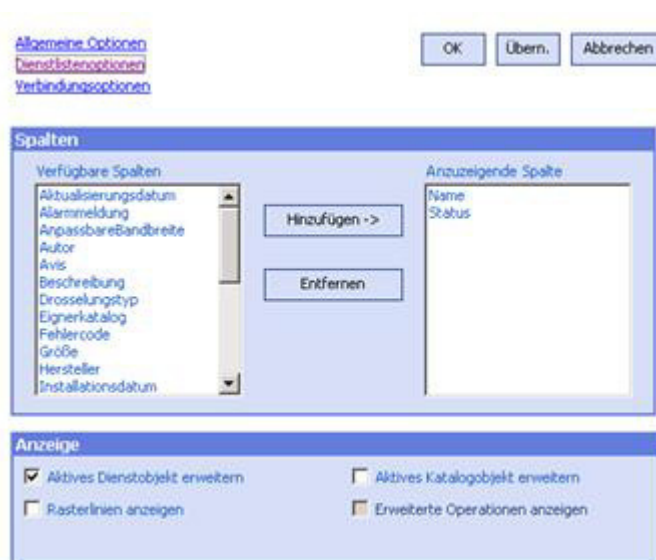 Allgemeine Optionen
Dienstlistenoptionen
Verbindungsoptionen
OK
Übern.
Abbrechen
Spalten
Verfügbare Spalten
Aktualisierungsdatum
Alarmmeldung
AnpassbareBandbreite
Autor
Avis
Beschreibung
Drosselungstyp
Eignerkatalog
Fehlercode
Größe
Hersteller
Installationsdatum
Hinzufügen ->
Entfernen
Anzuzeigende Spalte
Name
Status
Anzeige
Aktives Dienstobjekt erweitern
Aktives Katalogobjekt erweitern
Rasterlinien anzeigen
Erweiterte Operationen anzeigen